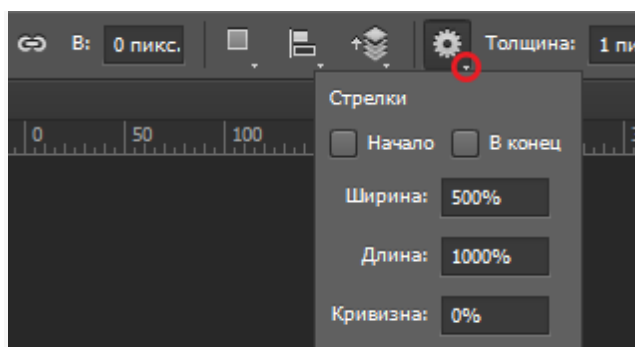 В: 0 пикс. Толщина: 1 пи
Стрелки
0 50 100
Начало В конец
Ширина: 500%
Длина: 1000%
Кривизна: 0%